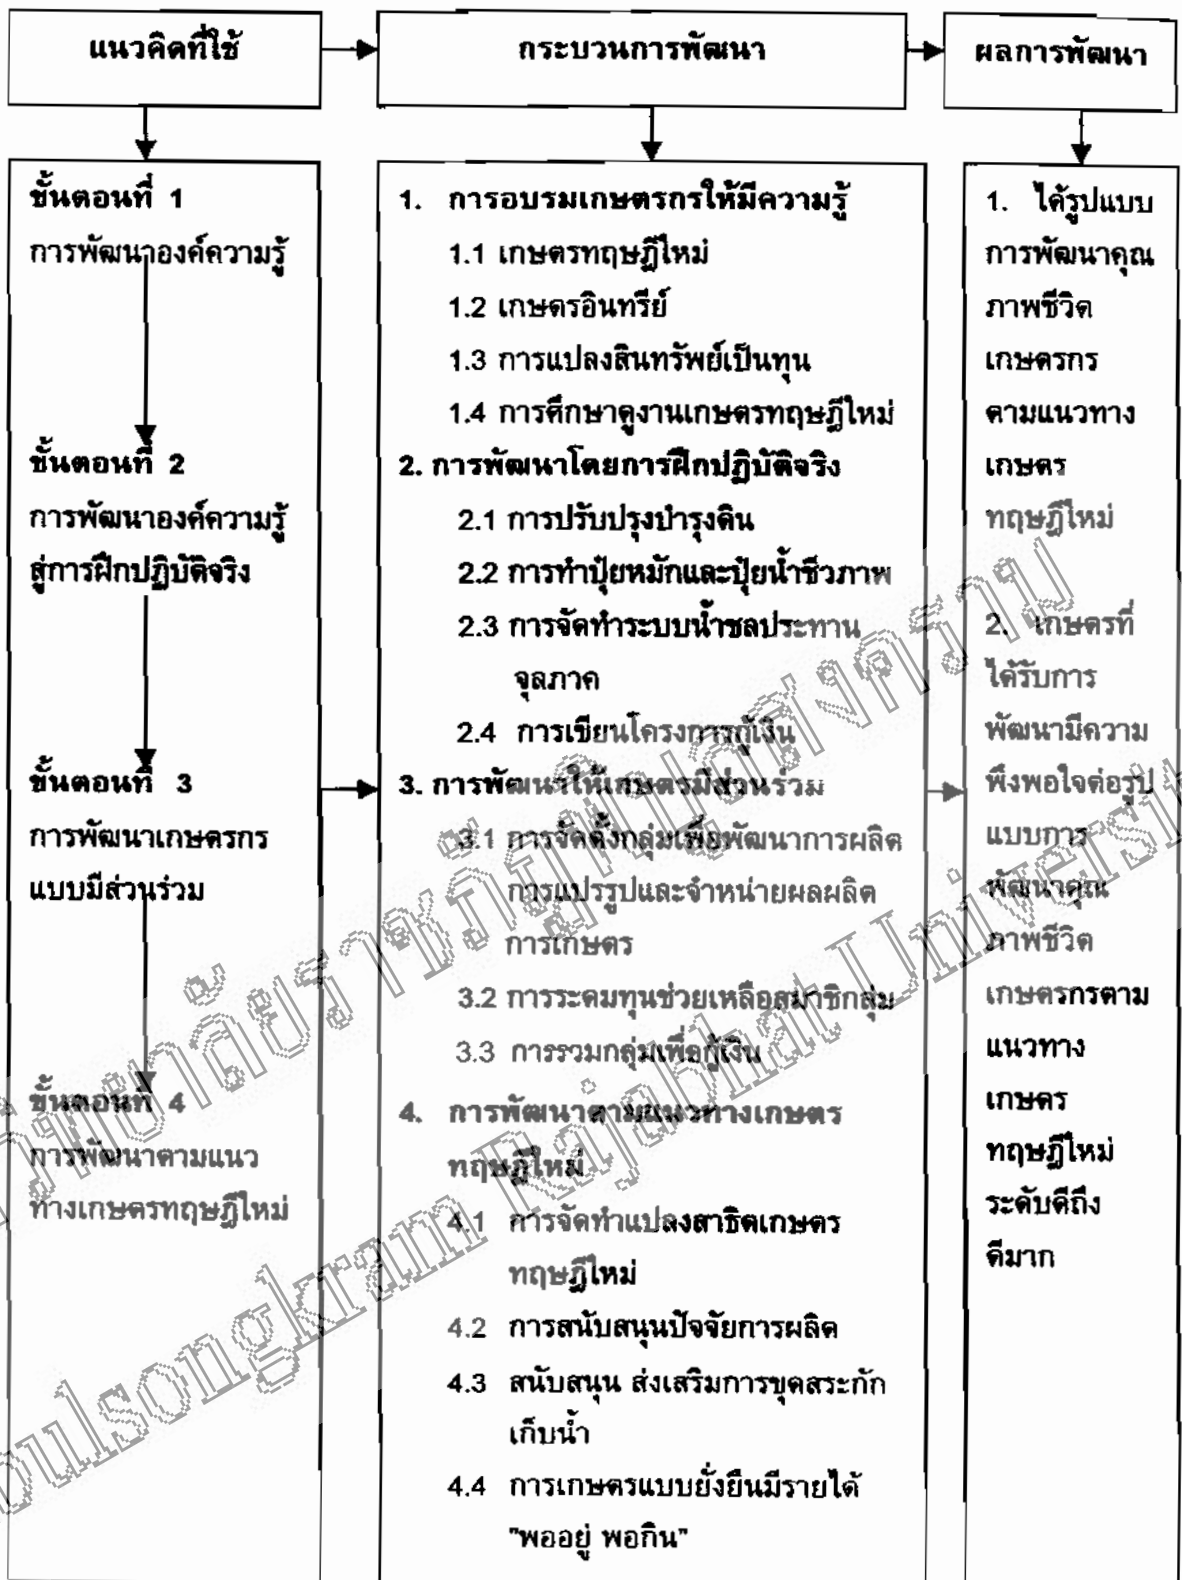 แนวคิดที่ใช้
กระบวนการพัฒนา
ผลการพัฒนา
ขั้นตอนที่ 1
การพัฒนาองค์ความรู้
ขั้นตอนที่ 2
การพัฒนาองค์ความรู้
สู่การฝึกปฏิบัติจริง
ขั้นตอนที่ 3
การพัฒนาเกษตรกร
แบบมีส่วนร่วม
ขั้นตอนที่ 4
การพัฒนาตามแนว
ทางเกษตรทฤษฎีใหม่
1. การอบรมเกษตรกรให้มีความรู้
1.1 เกษตรทฤษฎีใหม่
1.2 เกษตรอินทรีย์
1.3 การแปลงสินทรัพย์เป็นทุน
1.4 การศึกษาดูงานเกษตรทฤษฎีใหม่
2. การพัฒนาโดยการฝึกปฏิบัติจริง
2.1 การปรับปรุงบำรุงดิน
2.2 การทำปุ๋ยหมักและปุ๋ยน้ำชีวภาพ
2.3 การจัดทำระบบน้ำชลประทาน
จุลภาค
2.4 การเขียนโครงการกู้เงิน
3. การพัฒนาให้เกษตรมีส่วนร่วม
3.1 การจัดตั้งกลุ่มเพื่อพัฒนาการผลิต
การแปรรูปและจำหน่ายผลผลิต
การเกษตร
3.2 การระดมทุนช่วยเหลือสมาชิกลุ่ม
3.3 การรวมกลุ่มเพื่อกู้เงิน
4. การพัฒนาตามแนวทางเกษตร
ทฤษฎีใหม่
4.1 การจัดทำแปลงสาธิตเกษตร
ทฤษฎีใหม่
4.2 การสนับสนุนปัจจัยการผลิต
4.3 สนับสนุน ส่งเสริมการขุดสระกัก
เก็บน้ำ
4.4 การเกษตรแบบยั่งยืนมีรายได้
"พออยู่ พอกิน"
1. ได้รูปแบบ
การพัฒนาคุณ
ภาพชีวิต
เกษตรกร
ตามแนวทาง
เกษตร
ทฤษฎีใหม่
2. เกษตรที่
ได้รับการ
พัฒนามีความ
พึงพอใจต่อรูป
แบบการ
พัฒนาคุณ
ภาพชีวิต
เกษตรกรตาม
แนวทาง
เกษตร
ทฤษฎีใหม่
ระดับดีถึง
ดีมาก
วิทยาลัยราชภัฏพิบูลสงคราม
bulsongkram Rajabhat Universit